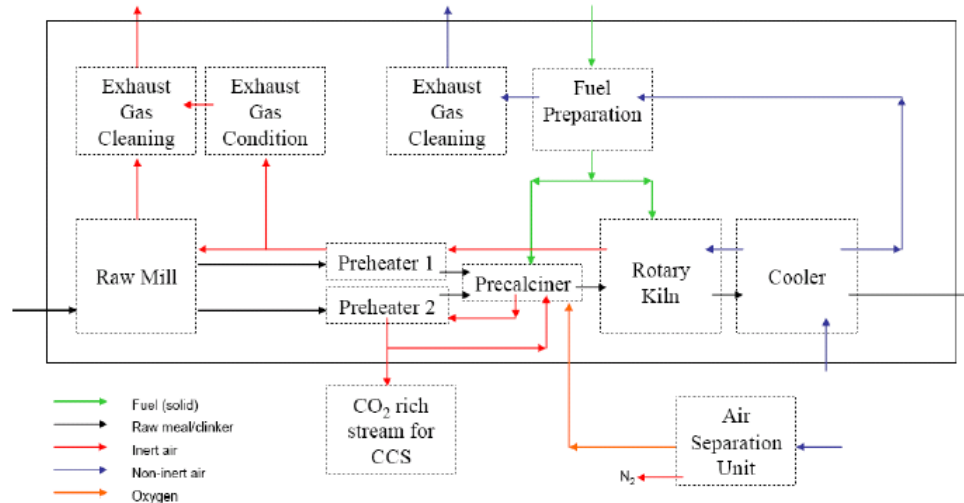 Exhaust
Gas
Cleaning
Exhaust
Gas
Condition
Exhaust
Gas
Cleaning
Fuel
Preparation
Raw Mill
Preheater 1
Preheater 2
Precalciner
Rotary
Kiln
Cooler
CO₂ rich
stream for
CCS
Air
Separation
Unit
N₂
Fuel (solid)
Raw meal/clinker
Inert air
Non-inert air
Oxygen